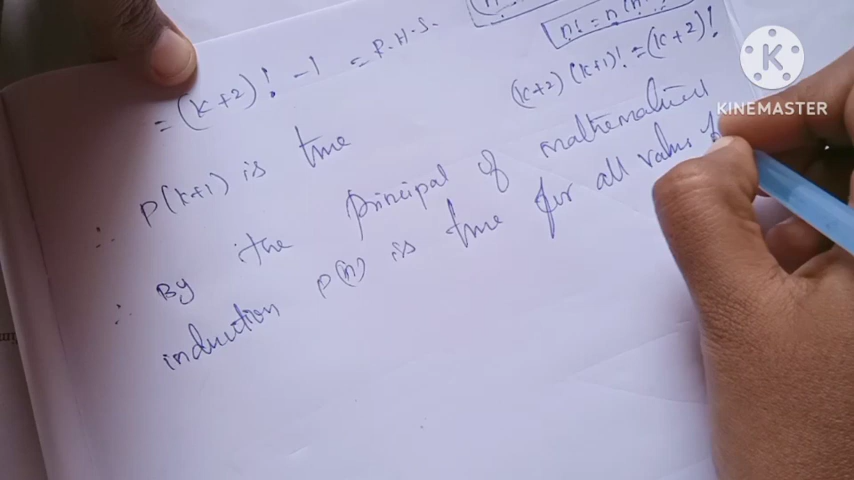 n! = n(n
= (k+2)! -1 = R.H.S.
(k+2) (k+1)! = (k+2)!
∴ P(k+1) is true
∴ By the principal of mathematical
induction P(n) is true for all values
KINEMASTER